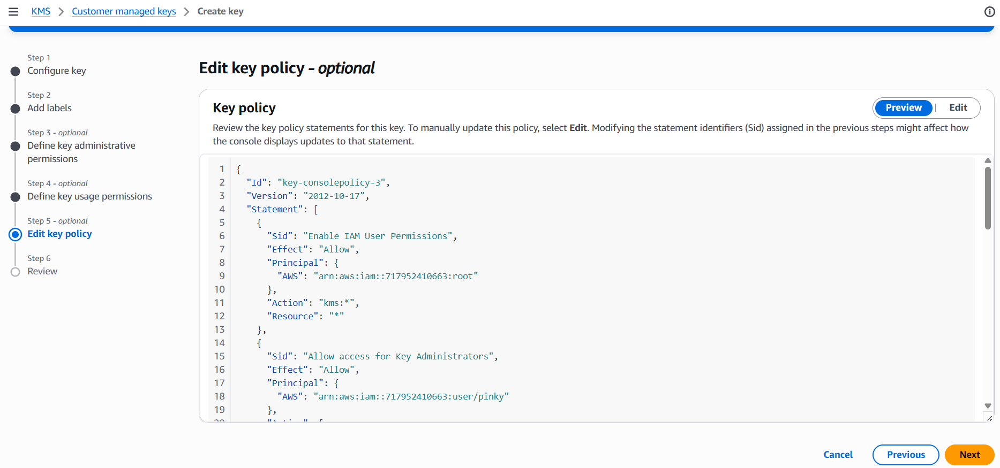 KMS > Customer managed keys > Create key
Step 1
Configure key
Step 2
Add labels
Step 3 - optional
Define key administrative
permissions
Step 4 - optional
Define key usage permissions
Step 5 - optional
Edit key policy
Step 6
Review
Edit key policy - optional
Key policy
Preview | Edit
Review the key policy statements for this key. To manually update this policy, select Edit. Modifying the statement identifiers (Sid) assigned in the previous steps might affect how
the console displays updates to that statement.
1 {
2 "Id": "key-consolepolicy-3",
3 "Version": "2012-10-17",
4 "Statement": [
5 {
6 "Sid": "Enable IAM User Permissions",
7 "Effect": "Allow",
8 "Principal": {
9 "AWS": "arn:aws:iam::717952410663:root"
10 },
11 "Action": "kms:*",
12 "Resource": "*"
13 },
14 {
15 "Sid": "Allow access for Key Administrators",
16 "Effect": "Allow",
17 "Principal": {
18 "AWS": "arn:aws:iam::717952410663:user/pinky"
19 },
Cancel
Previous
Next